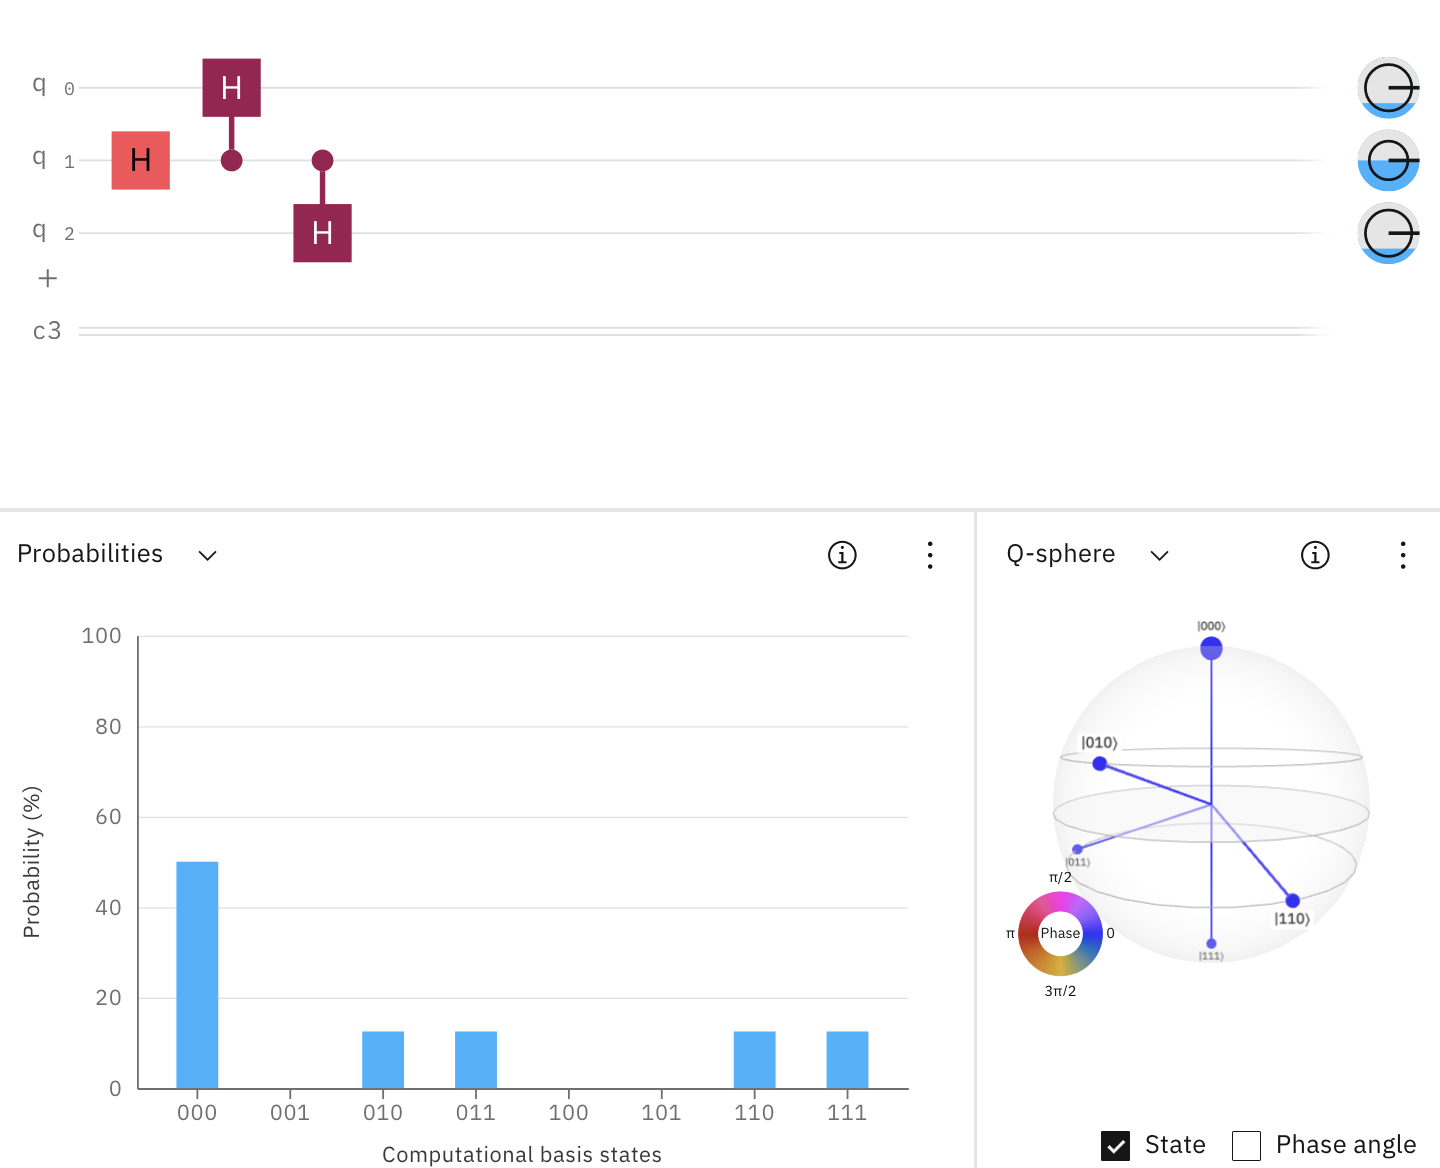 q 0
H
q 1
H
q 2
H
+
c3
Probabilities
Q-sphere
100
80
60
40
20
0
Probability (%)
000 001 010 011 100 101 110 111
Computational basis states
|000⟩
|010⟩
|011⟩
|110⟩
|111⟩
π/2
π Phase 0
3π/2
State Phase angle